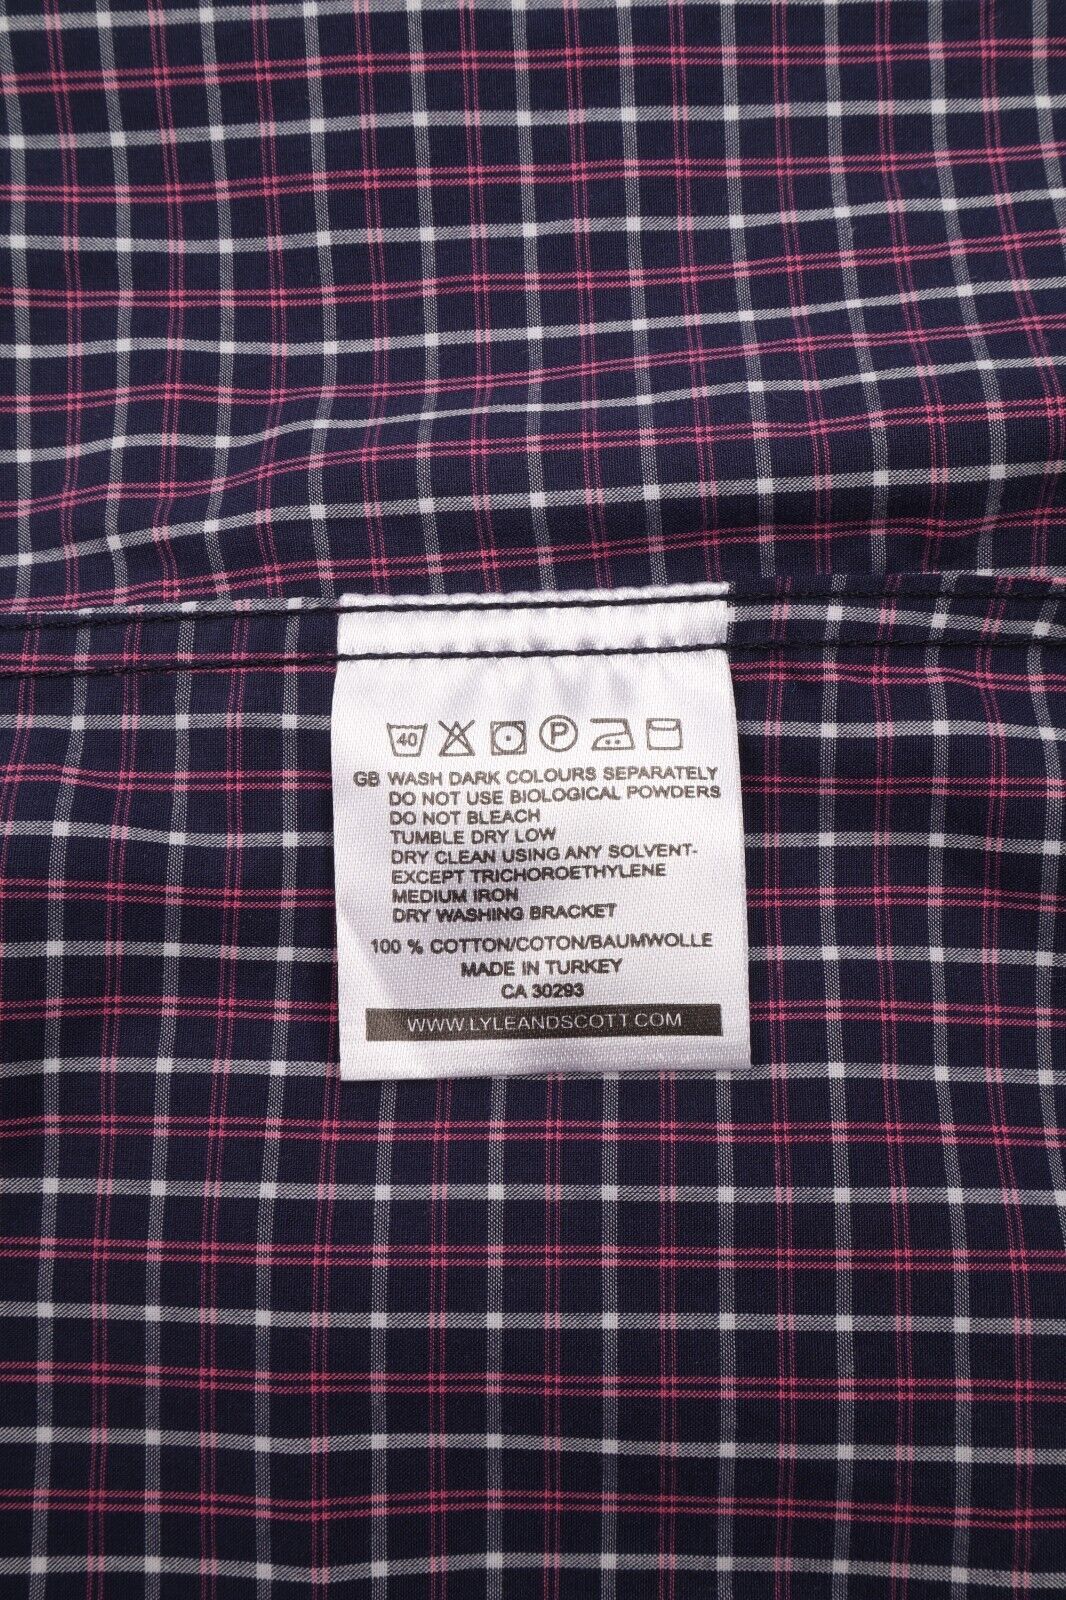 40 P
GB WASH DARK COLOURS SEPARATELY
DO NOT USE BIOLOGICAL POWDERS
DO NOT BLEACH
TUMBLE DRY LOW
DRY CLEAN USING ANY SOLVENT-
EXCEPT TRICHOROETHYLENE
MEDIUM IRON
DRY WASHING BRACKET
100 % COTTON/COTON/BAUMWOLLE
MADE IN TURKEY
CA 30293
WWW.LYLEANDSCOTT.COM